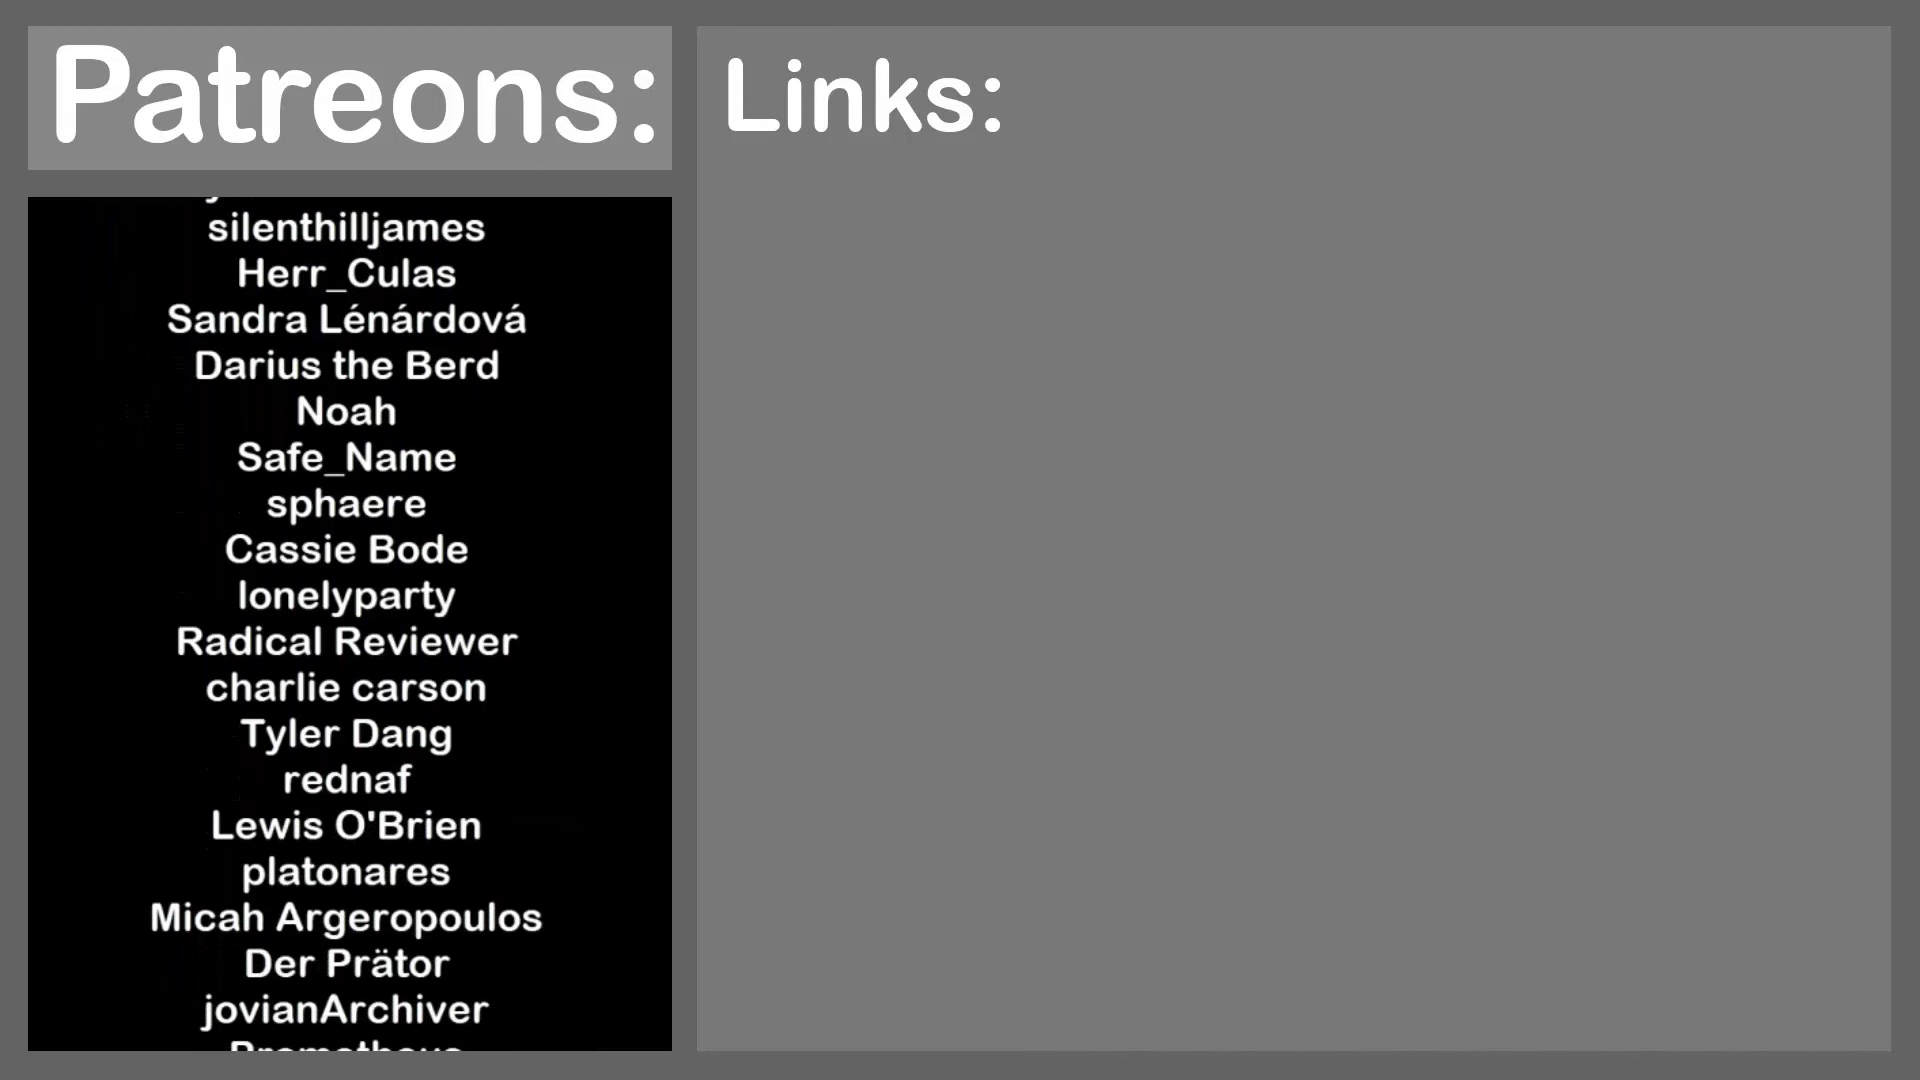 Patreons:
Links:
silenthilljames
Herr_Culas
Sandra Lénárdová
Darius the Berd
Noah
Safe_Name
sphaere
Cassie Bode
lonelyparty
Radical Reviewer
charlie carson
Tyler Dang
rednaf
Lewis O'Brien
platonares
Micah Argeropoulos
Der Prätor
jovianArchiver